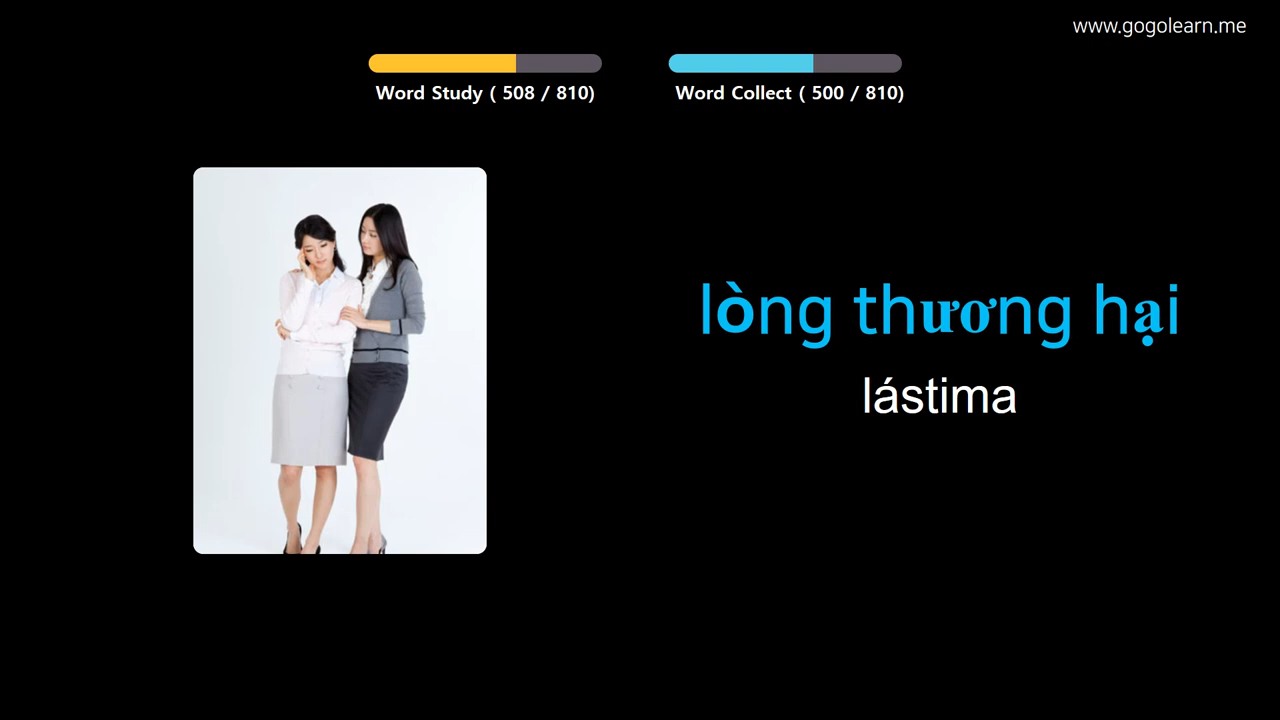 www.gogolearn.me
Word Study ( 508 / 810)
Word Collect ( 500 / 810)
lòng thương hại
lástima